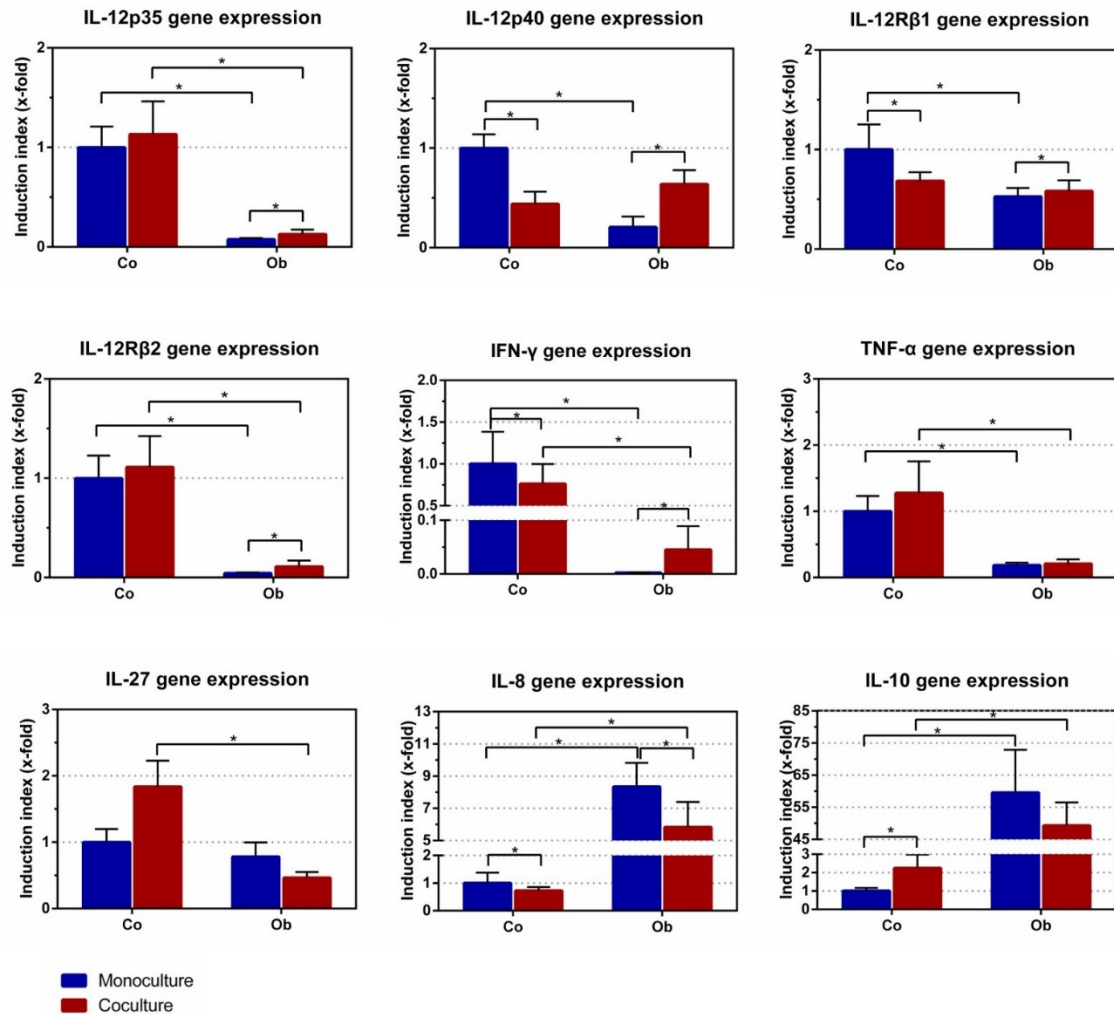 IL-12p35 gene expression
Induction index (x-fold)
2
1
0
*
*
*
Co
Ob
IL-12p40 gene expression
Induction index (x-fold)
2
1
0
*
*
*
Co
Ob
IL-12Rβ1 gene expression
Induction index (x-fold)
2
1
0
*
*
*
Co
Ob
IL-12Rβ2 gene expression
Induction index (x-fold)
2
1
0
*
*
*
Co
Ob
IFN-γ gene expression
Induction index (x-fold)
2.0
1.5
1.0
0.5
0.1
0.0
*
*
*
*
Co
Ob
TNF-α gene expression
Induction index (x-fold)
3
2
1
0
*
*
Co
Ob
IL-27 gene expression
Induction index (x-fold)
3
2
1
0
*
Co
Ob
IL-8 gene expression
Induction index (x-fold)
13
11
9
7
5
2
1
0
*
*
*
*
Co
Ob
IL-10 gene expression
Induction index (x-fold)
85
75
65
55
45
3
2
1
0
*
*
*
Co
Ob
Monoculture
Coculture